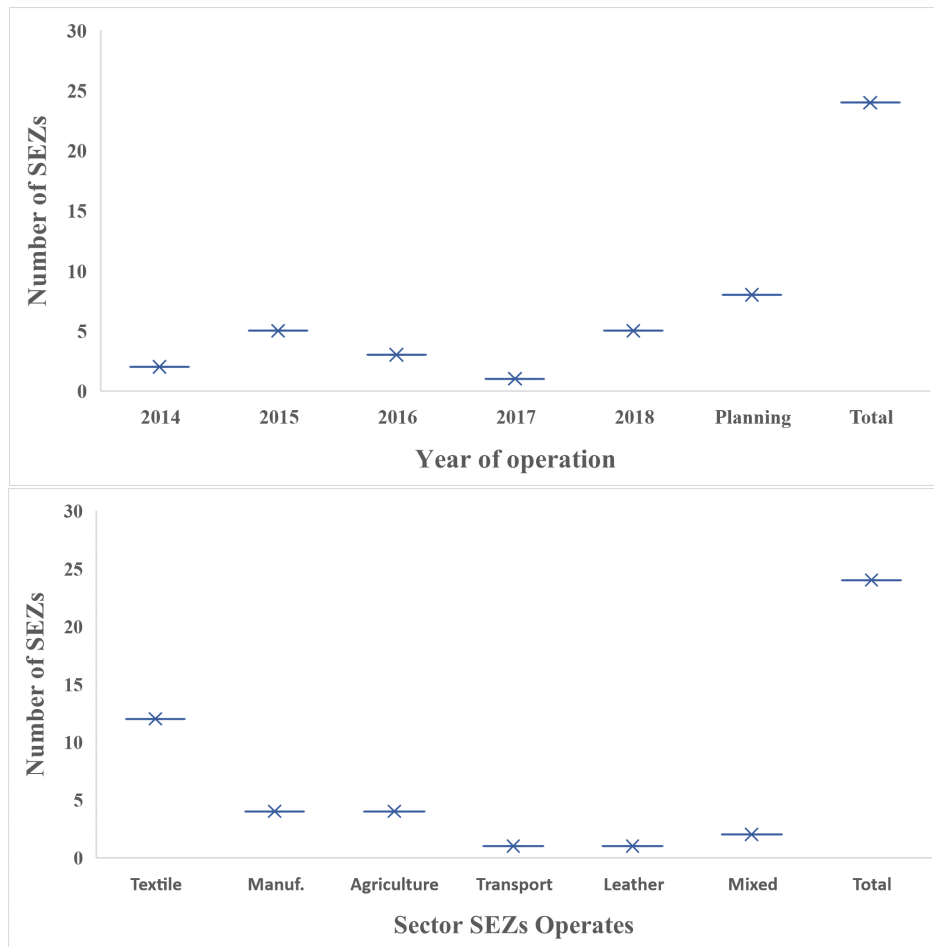 30
25
20
15
10
5
0
Number of SEZs
2014 2015 2016 2017 2018 Planning Total
Year of operation
30
25
20
15
10
5
0
Number of SEZs
Textile Manuf. Agriculture Transport Leather Mixed Total
Sector SEZs Operates